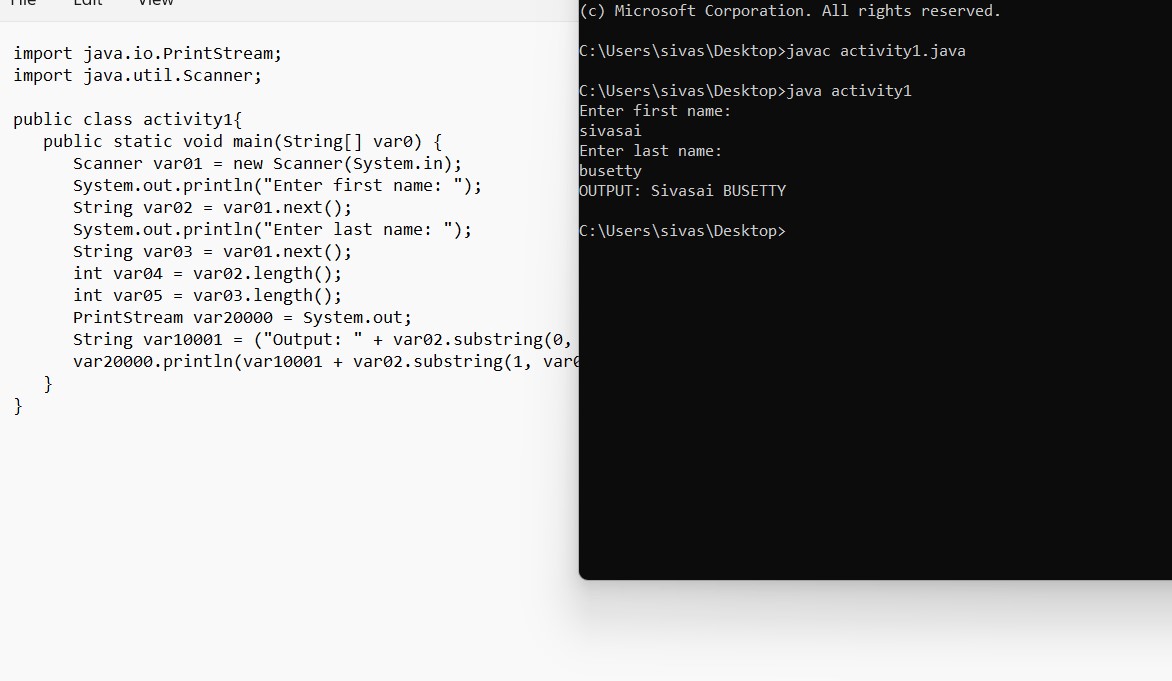 File Edit View
import java.io.PrintStream;
import java.util.Scanner;
public class activity1{
public static void main(String[] var0) {
Scanner var01 = new Scanner(System.in);
System.out.println("Enter first name: ");
String var02 = var01.next();
System.out.println("Enter last name: ");
String var03 = var01.next();
int var04 = var02.length();
int var05 = var03.length();
PrintStream var20000 = System.out;
String var10001 = ("Output: " + var02.substring(0,
var20000.println(var10001 + var02.substring(1, var0
}
}
(c) Microsoft Corporation. All rights reserved.
C:\Users\sivas\Desktop>javac activity1.java
C:\Users\sivas\Desktop>java activity1
Enter first name:
sivasai
Enter last name:
busetty
OUTPUT: Sivasai BUSETTY
C:\Users\sivas\Desktop>